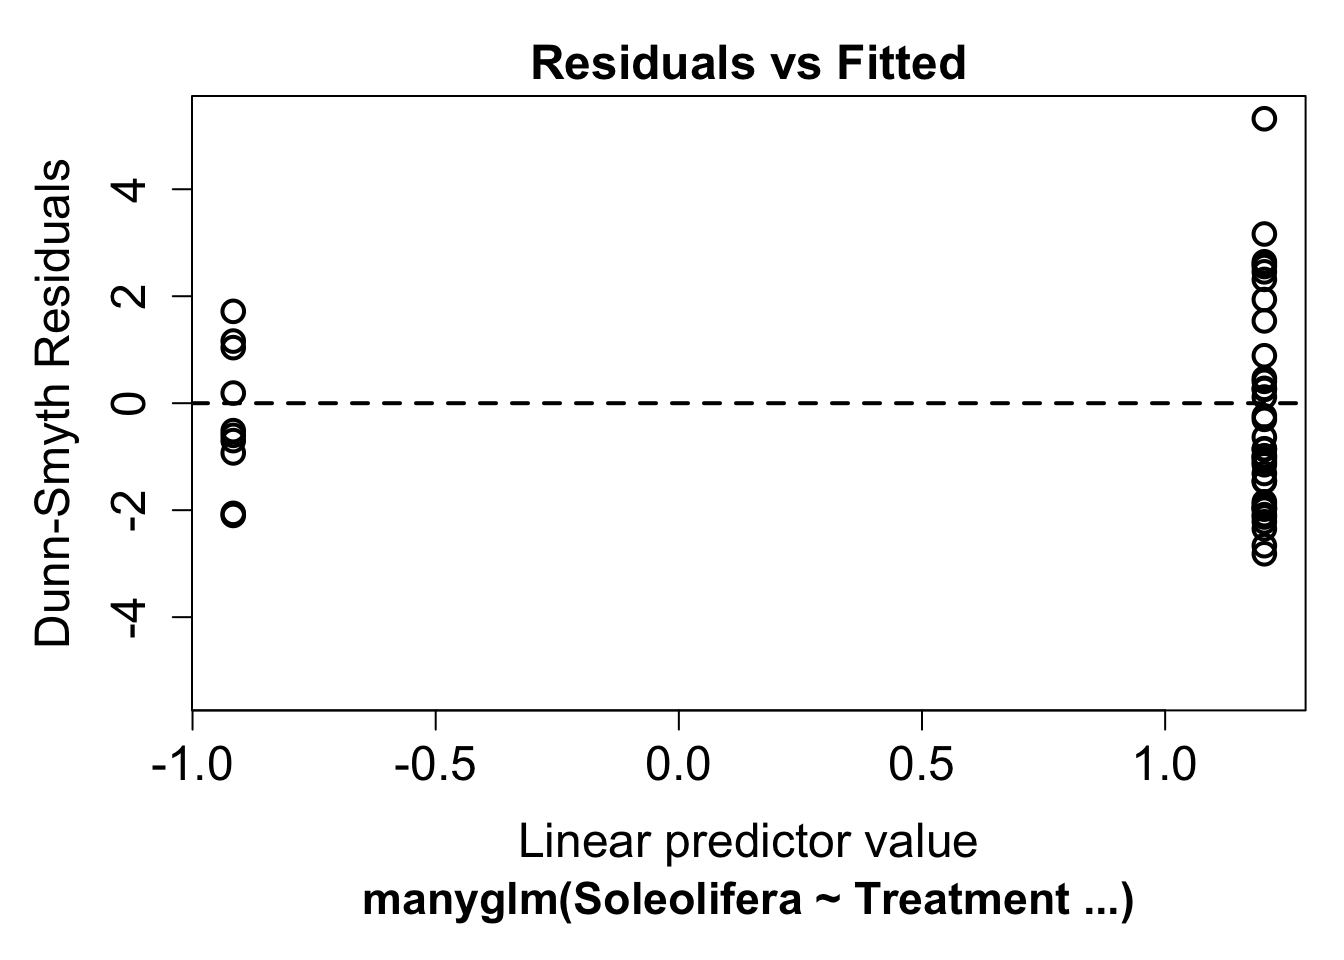 Residuals vs Fitted
Dunn-Smyth Residuals
4
2
0
-2
-4
-1.0 -0.5 0.0 0.5 1.0
Linear predictor value
manyglm(Soleolifera ~ Treatment ...)